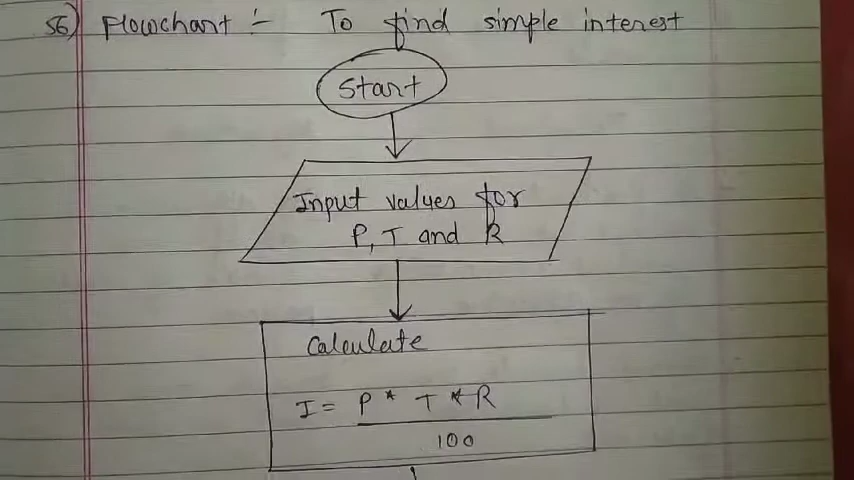 56) Flowchart :- To find simple interest
Start
Input values for
P, T and R
Calculate
I = P * T * R
100